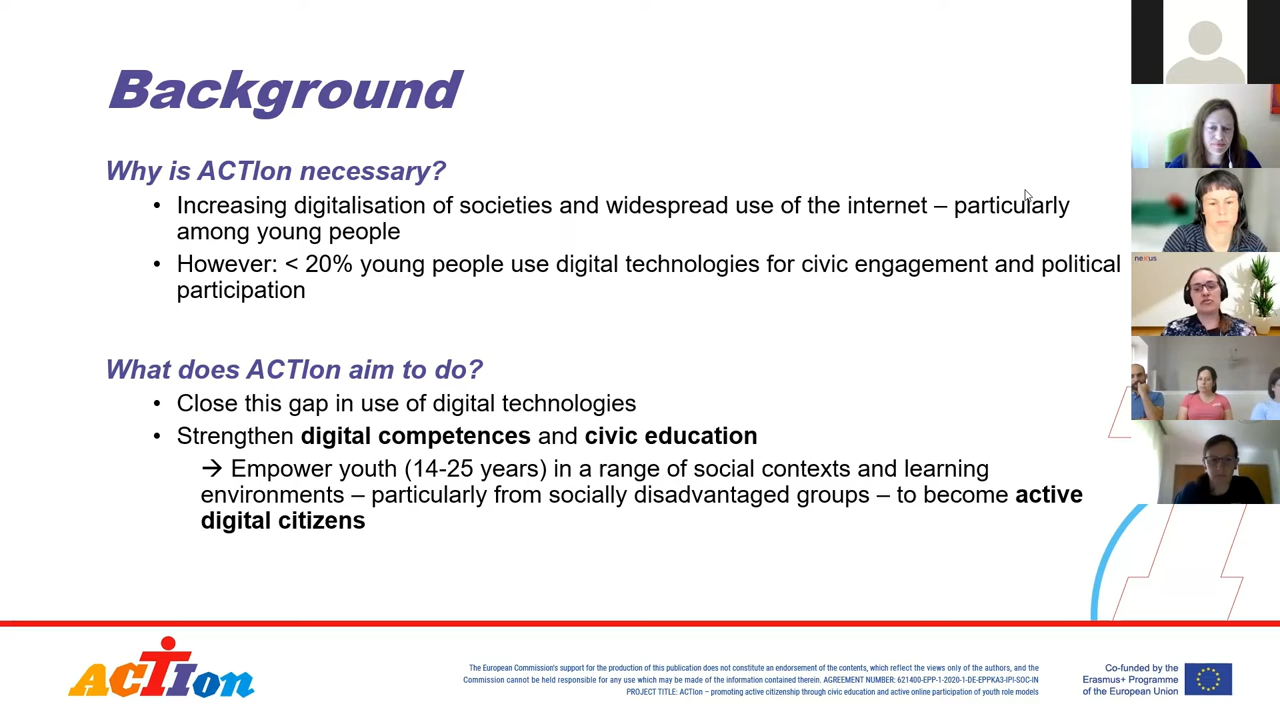 Background
Why is ACTIon necessary?
• Increasing digitalisation of societies and widespread use of the internet – particularly
among young people
• However: < 20% young people use digital technologies for civic engagement and political
participation
nexus
What does ACTIon aim to do?
• Close this gap in use of digital technologies
• Strengthen digital competences and civic education
→ Empower youth (14-25 years) in a range of social contexts and learning
environments – particularly from socially disadvantaged groups – to become active
digital citizens
ACTIon
The European Commission's support for the production of this publication does not constitute an endorsement of the contents, which reflect the views only of the authors, and the
Commission cannot be held responsible for any use which may be made of the information contained therein. AGREEMENT NUMBER: 621400-EPP-1-2020-1-DE-EPPKA3-IPI-SOC-IN
PROJECT TITLE: ACTIon – promoting active citizenship through civic education and active online participation of youth role models
Co-funded by the
Erasmus+ Programme
of the European Union